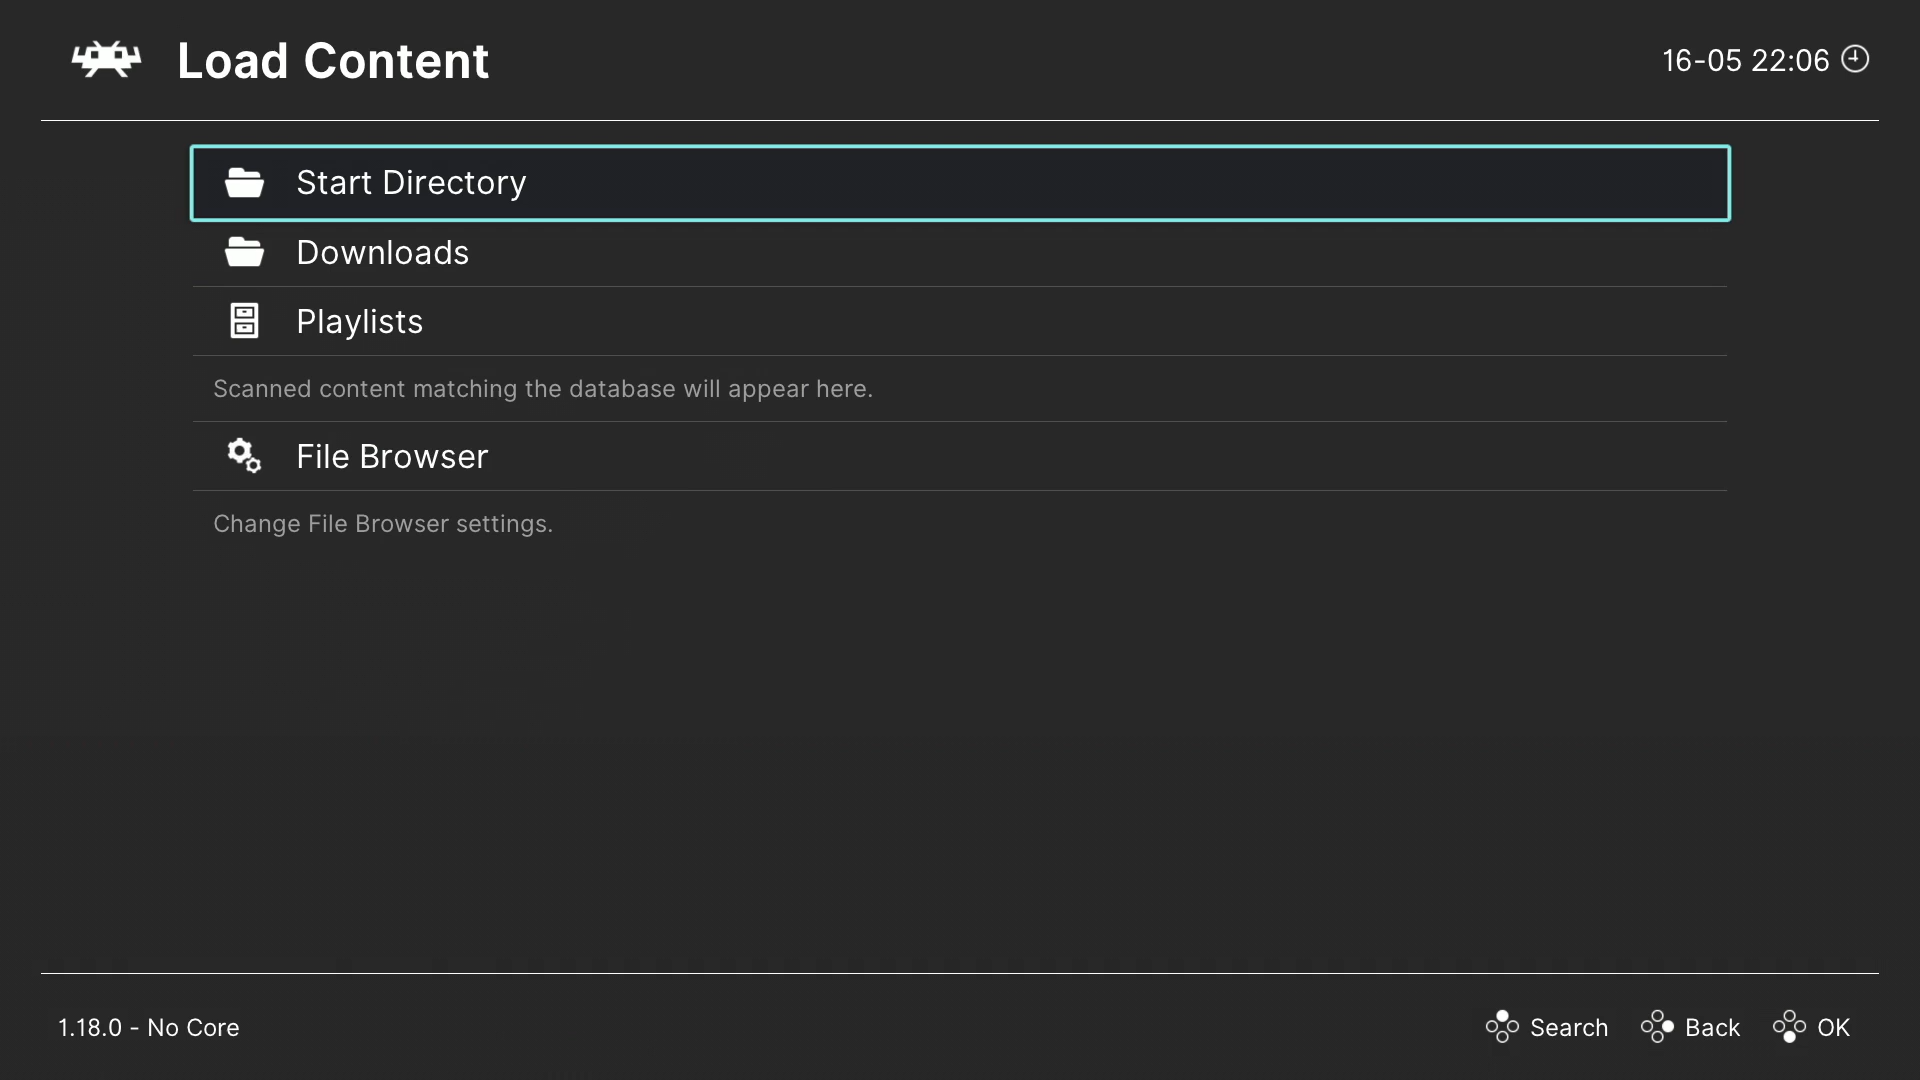 Load Content
16-05 22:06
Start Directory
Downloads
Playlists
Scanned content matching the database will appear here.
File Browser
Change File Browser settings.
1.18.0 - No Core
Search
Back
OK